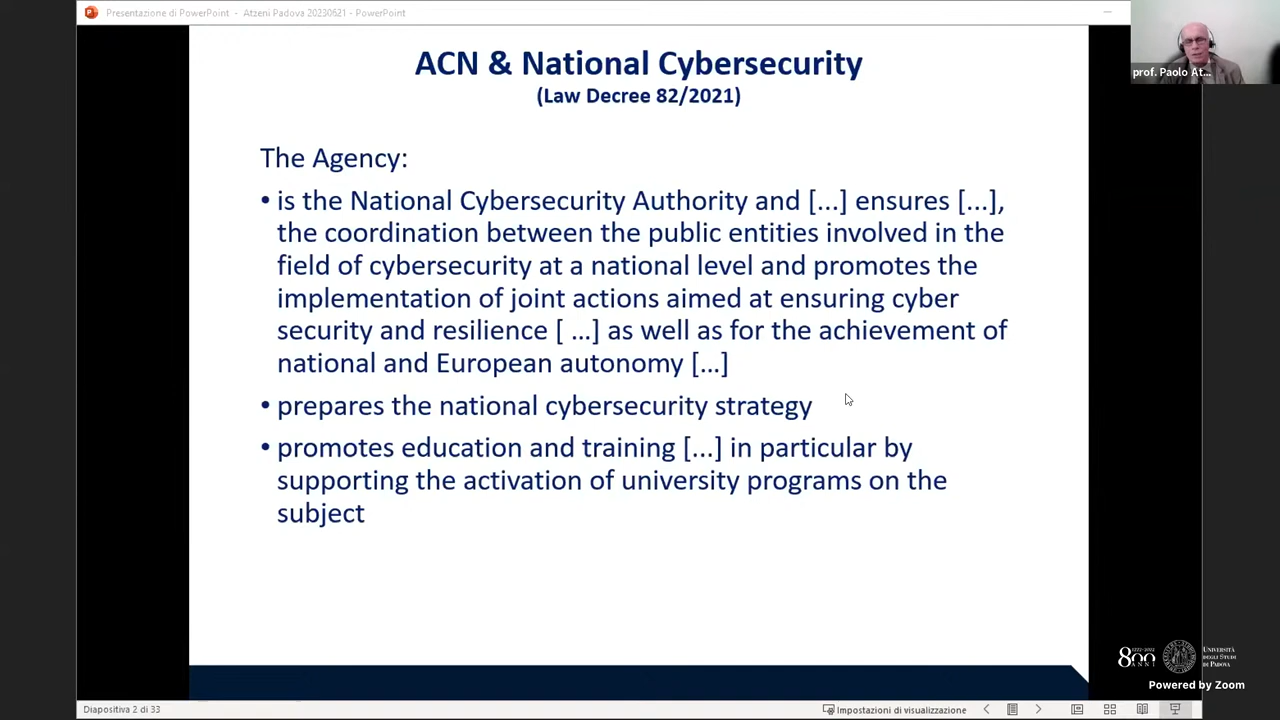 Presentazione di PowerPoint - Atzeni Padova 20230621 - PowerPoint
prof. Paolo At...
ACN & National Cybersecurity
(Law Decree 82/2021)
The Agency:
• is the National Cybersecurity Authority and [...] ensures [...],
the coordination between the public entities involved in the
field of cybersecurity at a national level and promotes the
implementation of joint actions aimed at ensuring cyber
security and resilience [ ...] as well as for the achievement of
national and European autonomy [...]
• prepares the national cybersecurity strategy
• promotes education and training [...] in particular by
supporting the activation of university programs on the
subject
1222-2022
800
ANNI
UNIVERSITÀ
DEGLI STUDI
DI PADOVA
Powered by Zoom
Diapositiva 2 di 33
Impostazioni di visualizzazione